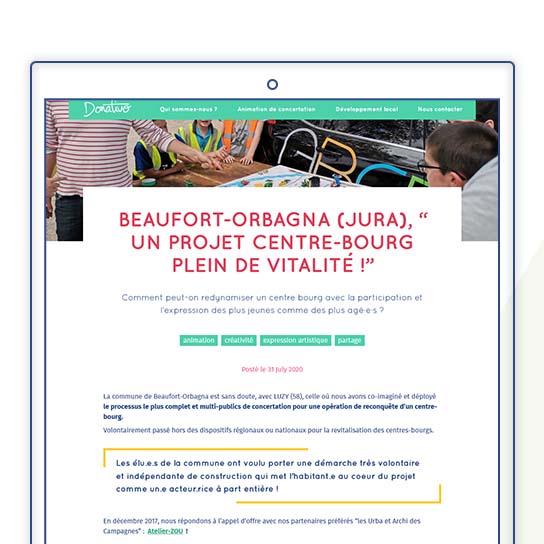 Donativo
Qui sommes-nous ? Animation de concertation Développement local Nous contacter
BEAUFORT-ORBAGNA (JURA), “
UN PROJET CENTRE-BOURG
PLEIN DE VITALITÉ !”
Comment peut-on redynamiser un centre bourg avec la participation et
l'expression des plus jeunes comme des plus agé·e·s ?
animation créativité expression artistique partage
Posté le 31 July 2020
La commune de Beaufort-Orbagna est sans doute, avec LUZY (58), celle où nous avons co-imaginé et déployé
le processus le plus complet et multi-publics de concertation pour une opération de reconquête d'un centre-
bourg.
Volontairement passé hors des dispositifs régionaux ou nationaux pour la revitalisation des centres-bourgs.
Les élu.e.s de la commune ont voulu porter une démarche très volontaire
et indépendante de construction qui met l'habitant.e au coeur du projet
comme un.e acteur.rice à part entière !
En décembre 2017, nous répondons à l'appel d'offre avec nos partenaires préférés “les Urba et Archi des
Campagnes” : Atelier-ZOU !